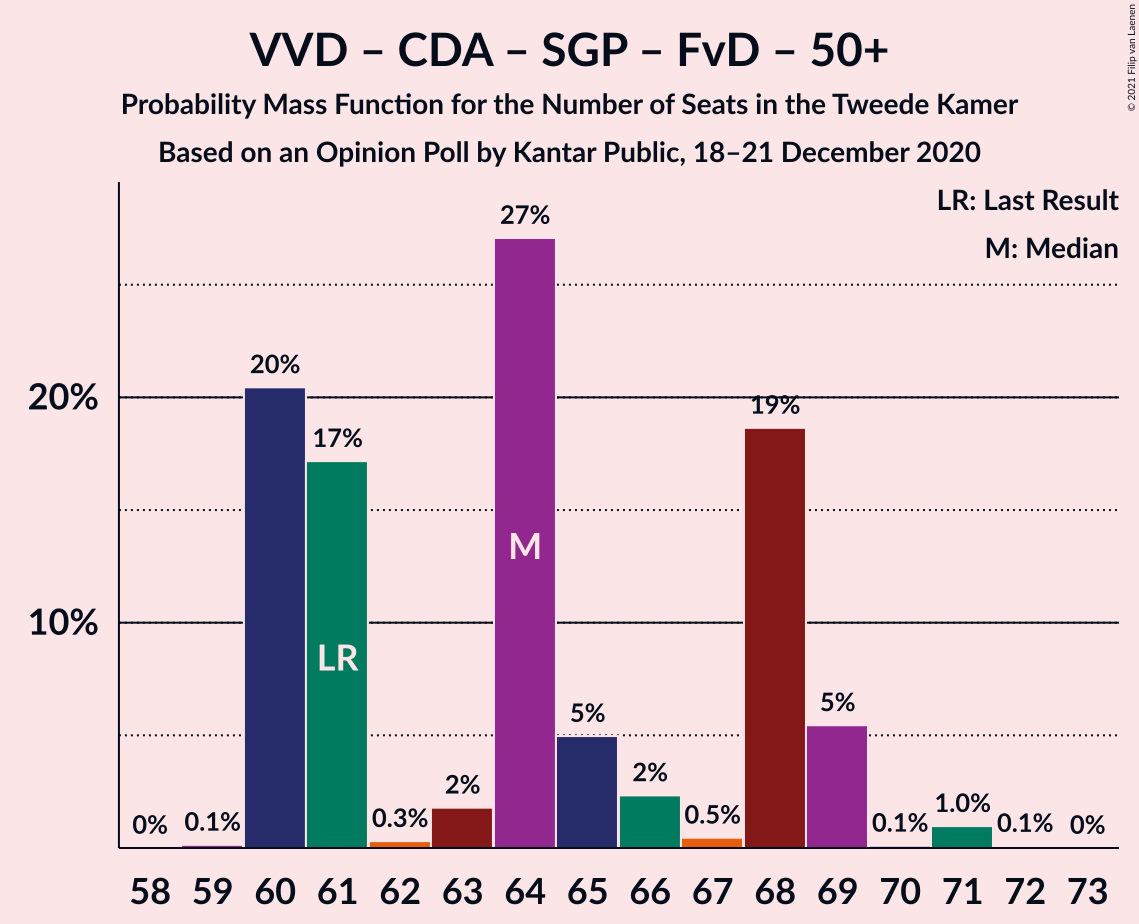 VVD – CDA – SGP – FvD – 50+
Probability Mass Function for the Number of Seats in the Tweede Kamer
Based on an Opinion Poll by Kantar Public, 18–21 December 2020
© 2021 Filip van Laenen
LR: Last Result
M: Median
20%
10%
0%
0.1%
20%
17%
0.3%
2%
27%
5%
2%
0.5%
19%
5%
0.1%
1.0%
0.1%
0%
LR
M
58 59 60 61 62 63 64 65 66 67 68 69 70 71 72 73